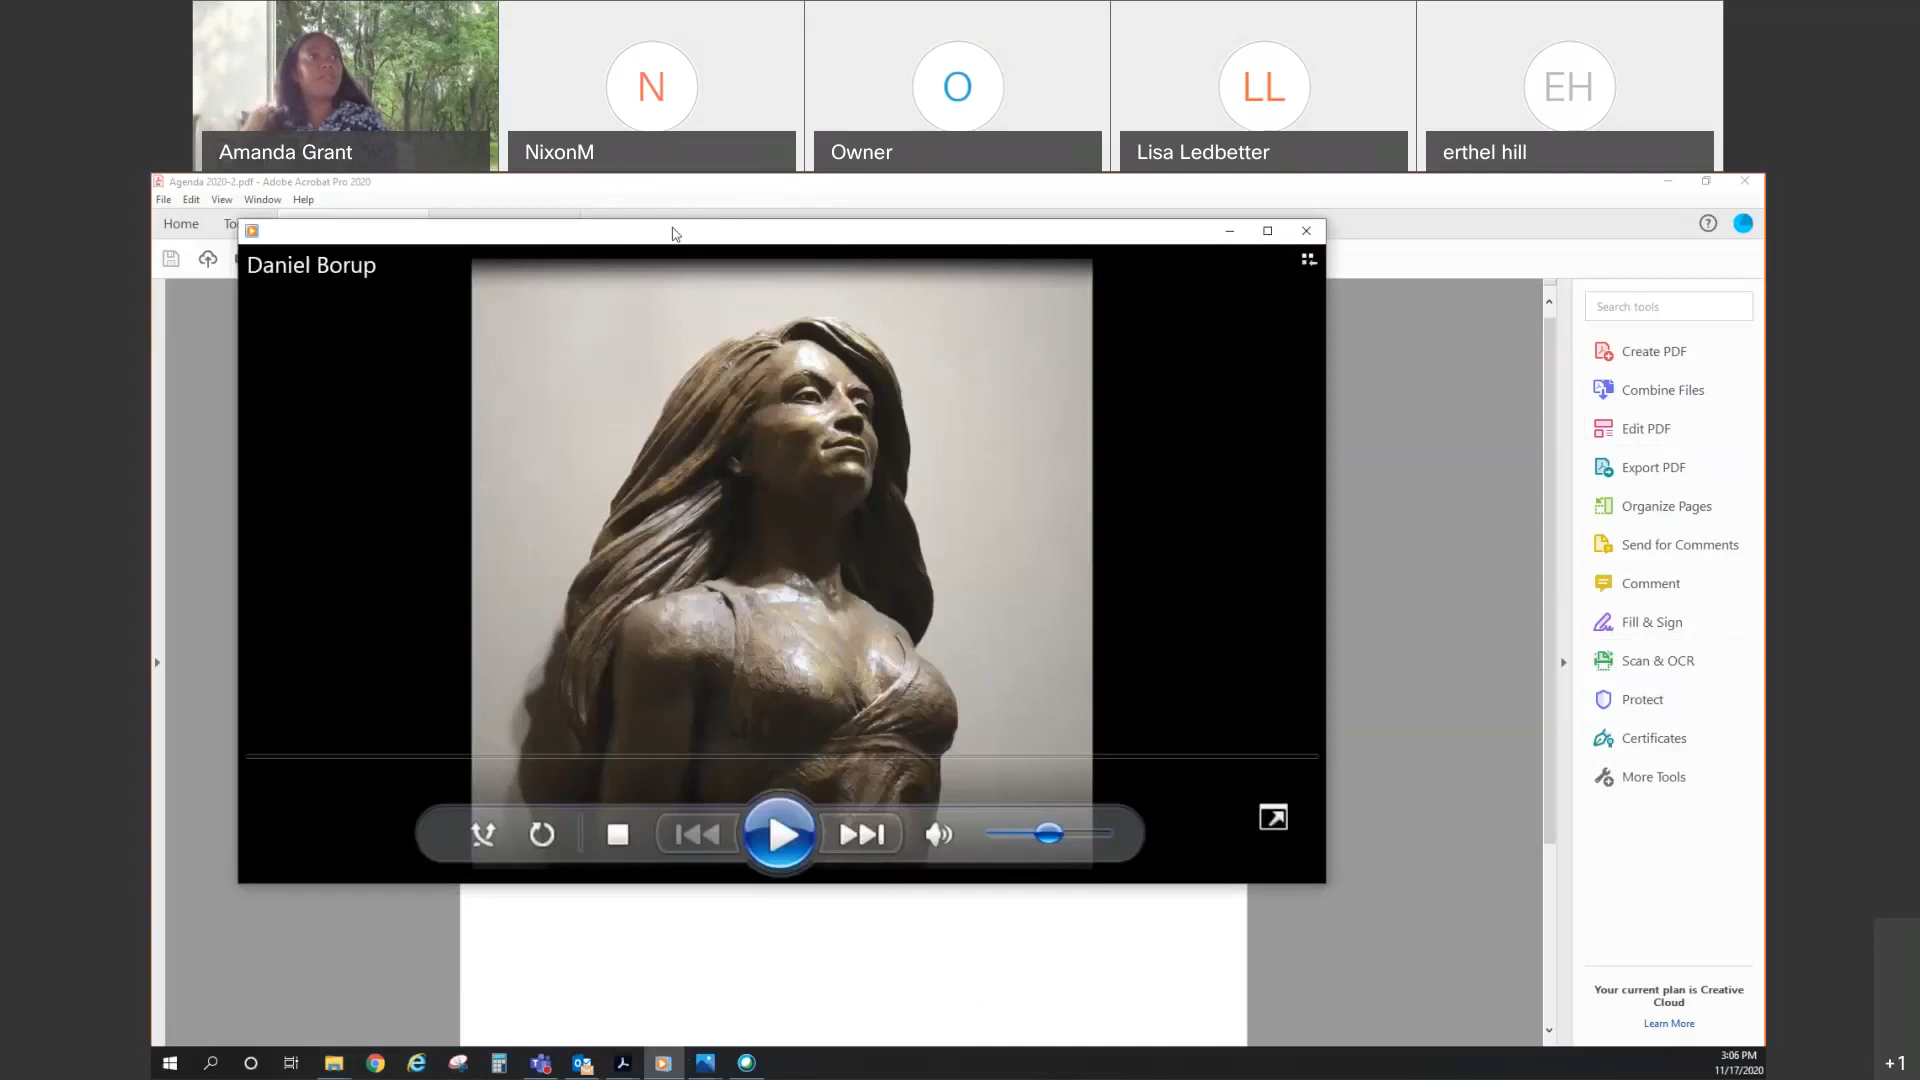 N
O
LL
EH
Amanda Grant
NixonM
Owner
Lisa Ledbetter
erthel hill
Agenda 2020-2.pdf - Adobe Acrobat Pro 2020
File Edit View Window Help
Home To
Daniel Borup
Search tools
Create PDF
Combine Files
Edit PDF
Export PDF
Organize Pages
Send for Comments
Comment
Fill & Sign
Scan & OCR
Protect
Certificates
More Tools
Your current plan is Creative
Cloud
Learn More
3:06 PM
11/17/2020
+1